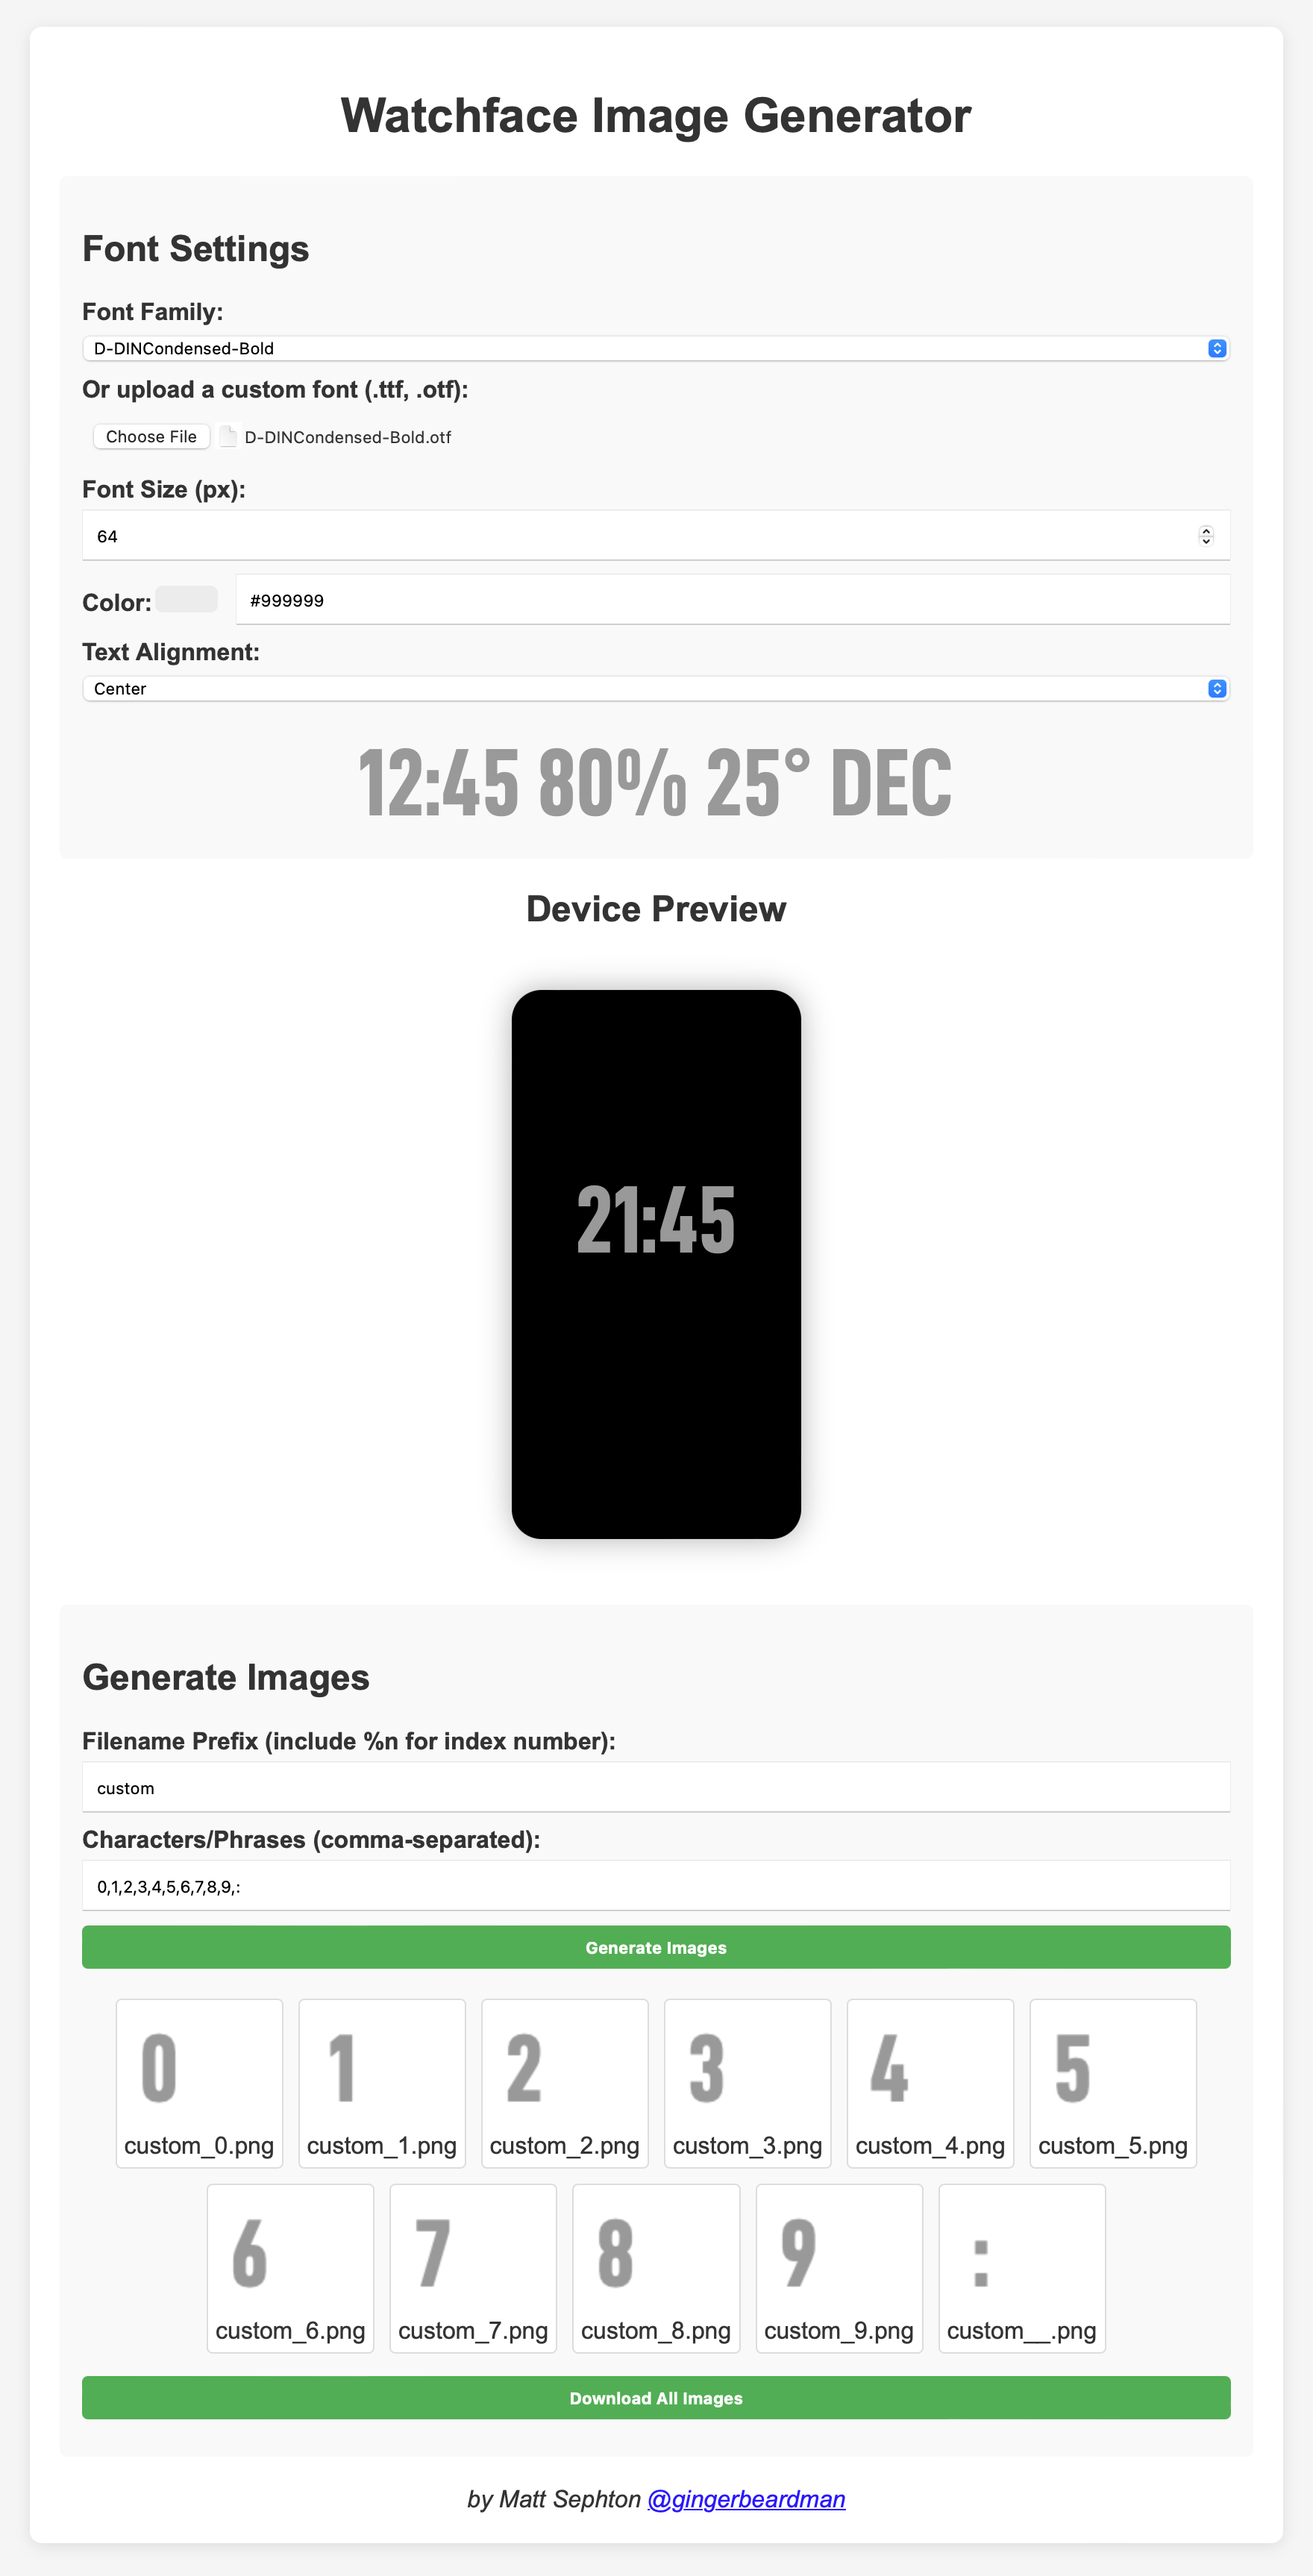 Watchface Image Generator
Font Settings
Font Family:
D-DINCondensed-Bold
Or upload a custom font (.ttf, .otf):
Choose File D-DINCondensed-Bold.otf
Font Size (px):
64
Color: #999999
Text Alignment:
Center
12:45 80% 25° DEC
Device Preview
21:45
Generate Images
Filename Prefix (include %n for index number):
custom
Characters/Phrases (comma-separated):
0,1,2,3,4,5,6,7,8,9,:
Generate Images
0 1 2 3 4 5
custom_0.png custom_1.png custom_2.png custom_3.png custom_4.png custom_5.png
6 7 8 9 :
custom_6.png custom_7.png custom_8.png custom_9.png custom__.png
Download All Images
by Matt Sephton @gingerbeardman